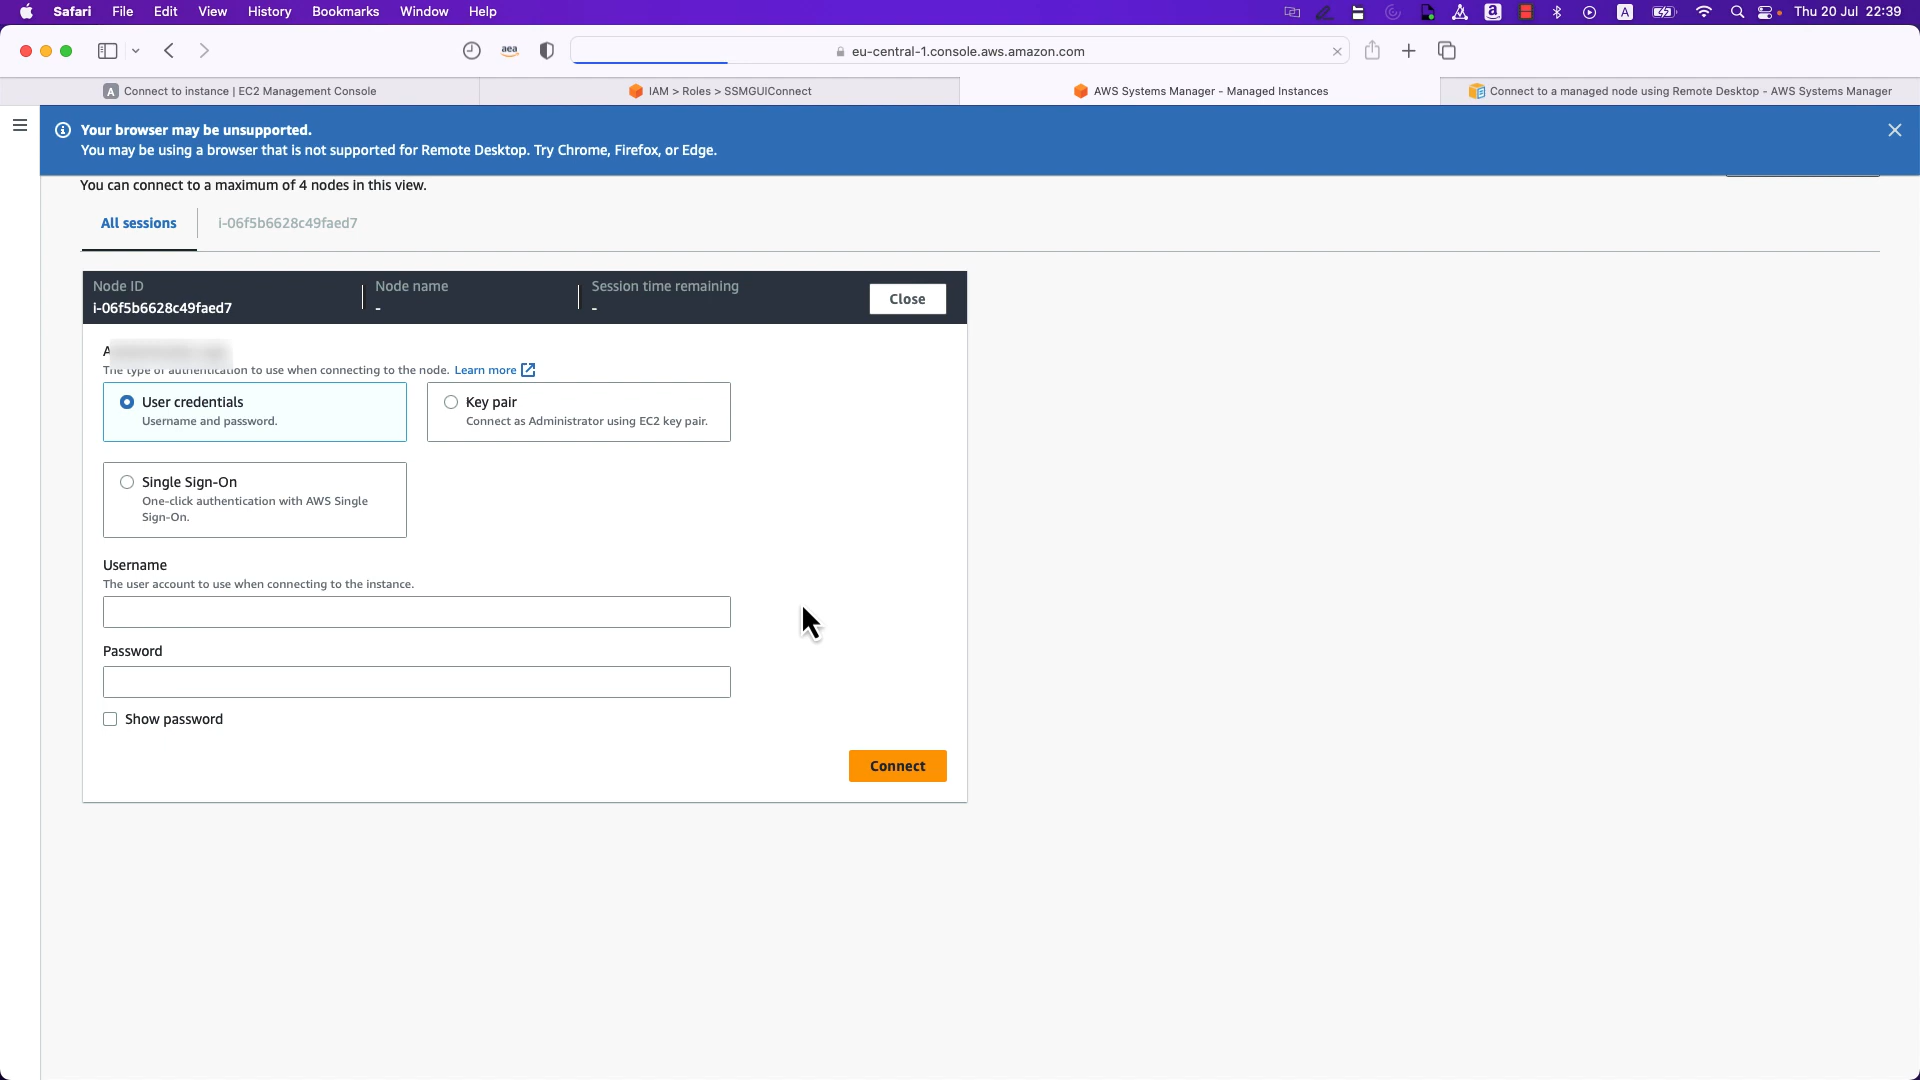 Safari File Edit View History Bookmarks Window Help
A
Thu 20 Jul 22:39
aea
eu-central-1.console.aws.amazon.com
A Connect to instance | EC2 Management Console
IAM > Roles > SSMGUIConnect
AWS Systems Manager - Managed Instances
Connect to a managed node using Remote Desktop - AWS Systems Manager
Your browser may be unsupported.
You may be using a browser that is not supported for Remote Desktop. Try Chrome, Firefox, or Edge.
You can connect to a maximum of 4 nodes in this view.
All sessions
i-06f5b6628c49faed7
Node ID
i-06f5b6628c49faed7
Node name
-
Session time remaining
-
Close
The type of authentication to use when connecting to the node. Learn more
User credentials
Username and password.
Key pair
Connect as Administrator using EC2 key pair.
Single Sign-On
One-click authentication with AWS Single
Sign-On.
Username
The user account to use when connecting to the instance.
Password
Show password
Connect